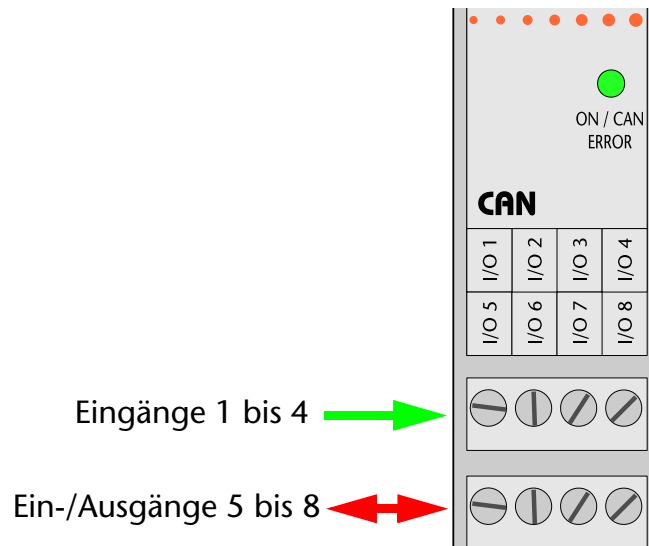 ON / CAN
ERROR
CAN
I/O 1 I/O 2 I/O 3 I/O 4
I/O 5 I/O 6 I/O 7 I/O 8
Eingänge 1 bis 4
Ein-/Ausgänge 5 bis 8